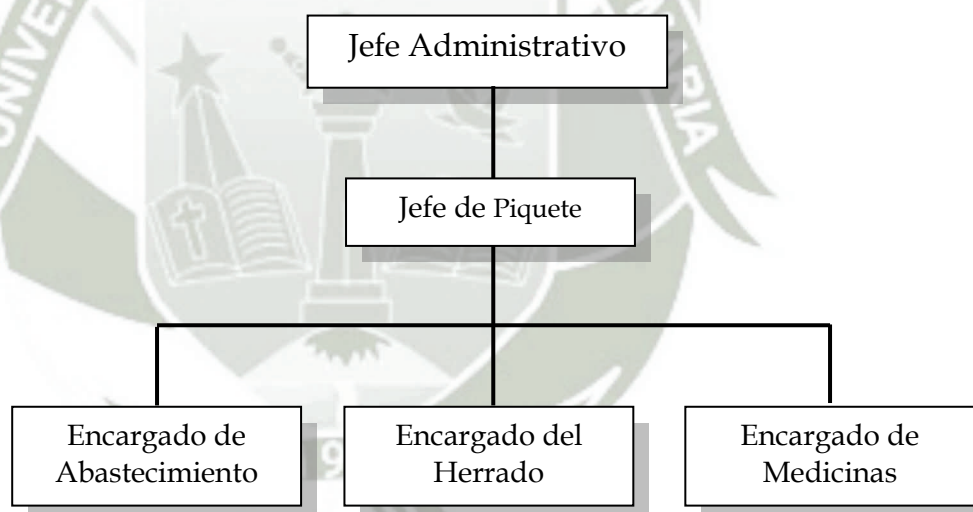 Jefe Administrativo
Jefe de Piquete
Encargado de
Abastecimiento
Encargado del
Herrado
Encargado de
Medicinas